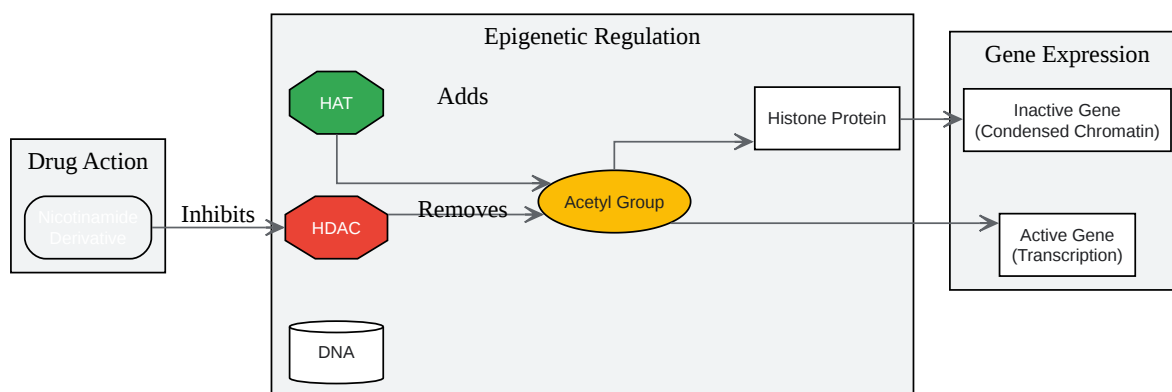 Drug Action
Nicotinamide
Derivative
Inhibits
Epigenetic Regulation
HAT
Adds
HDAC
Removes
Acetyl Group
Histone Protein
DNA
Gene Expression
Inactive Gene
(Condensed Chromatin)
Active Gene
(Transcription)